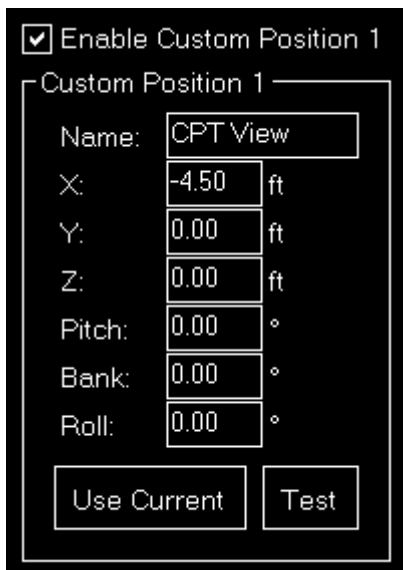 Enable Custom Position 1
Custom Position 1
Name: CPT View
X: -4.50 ft
Y: 0.00 ft
Z: 0.00 ft
Pitch: 0.00 °
Bank: 0.00 °
Roll: 0.00 °
Use Current Test